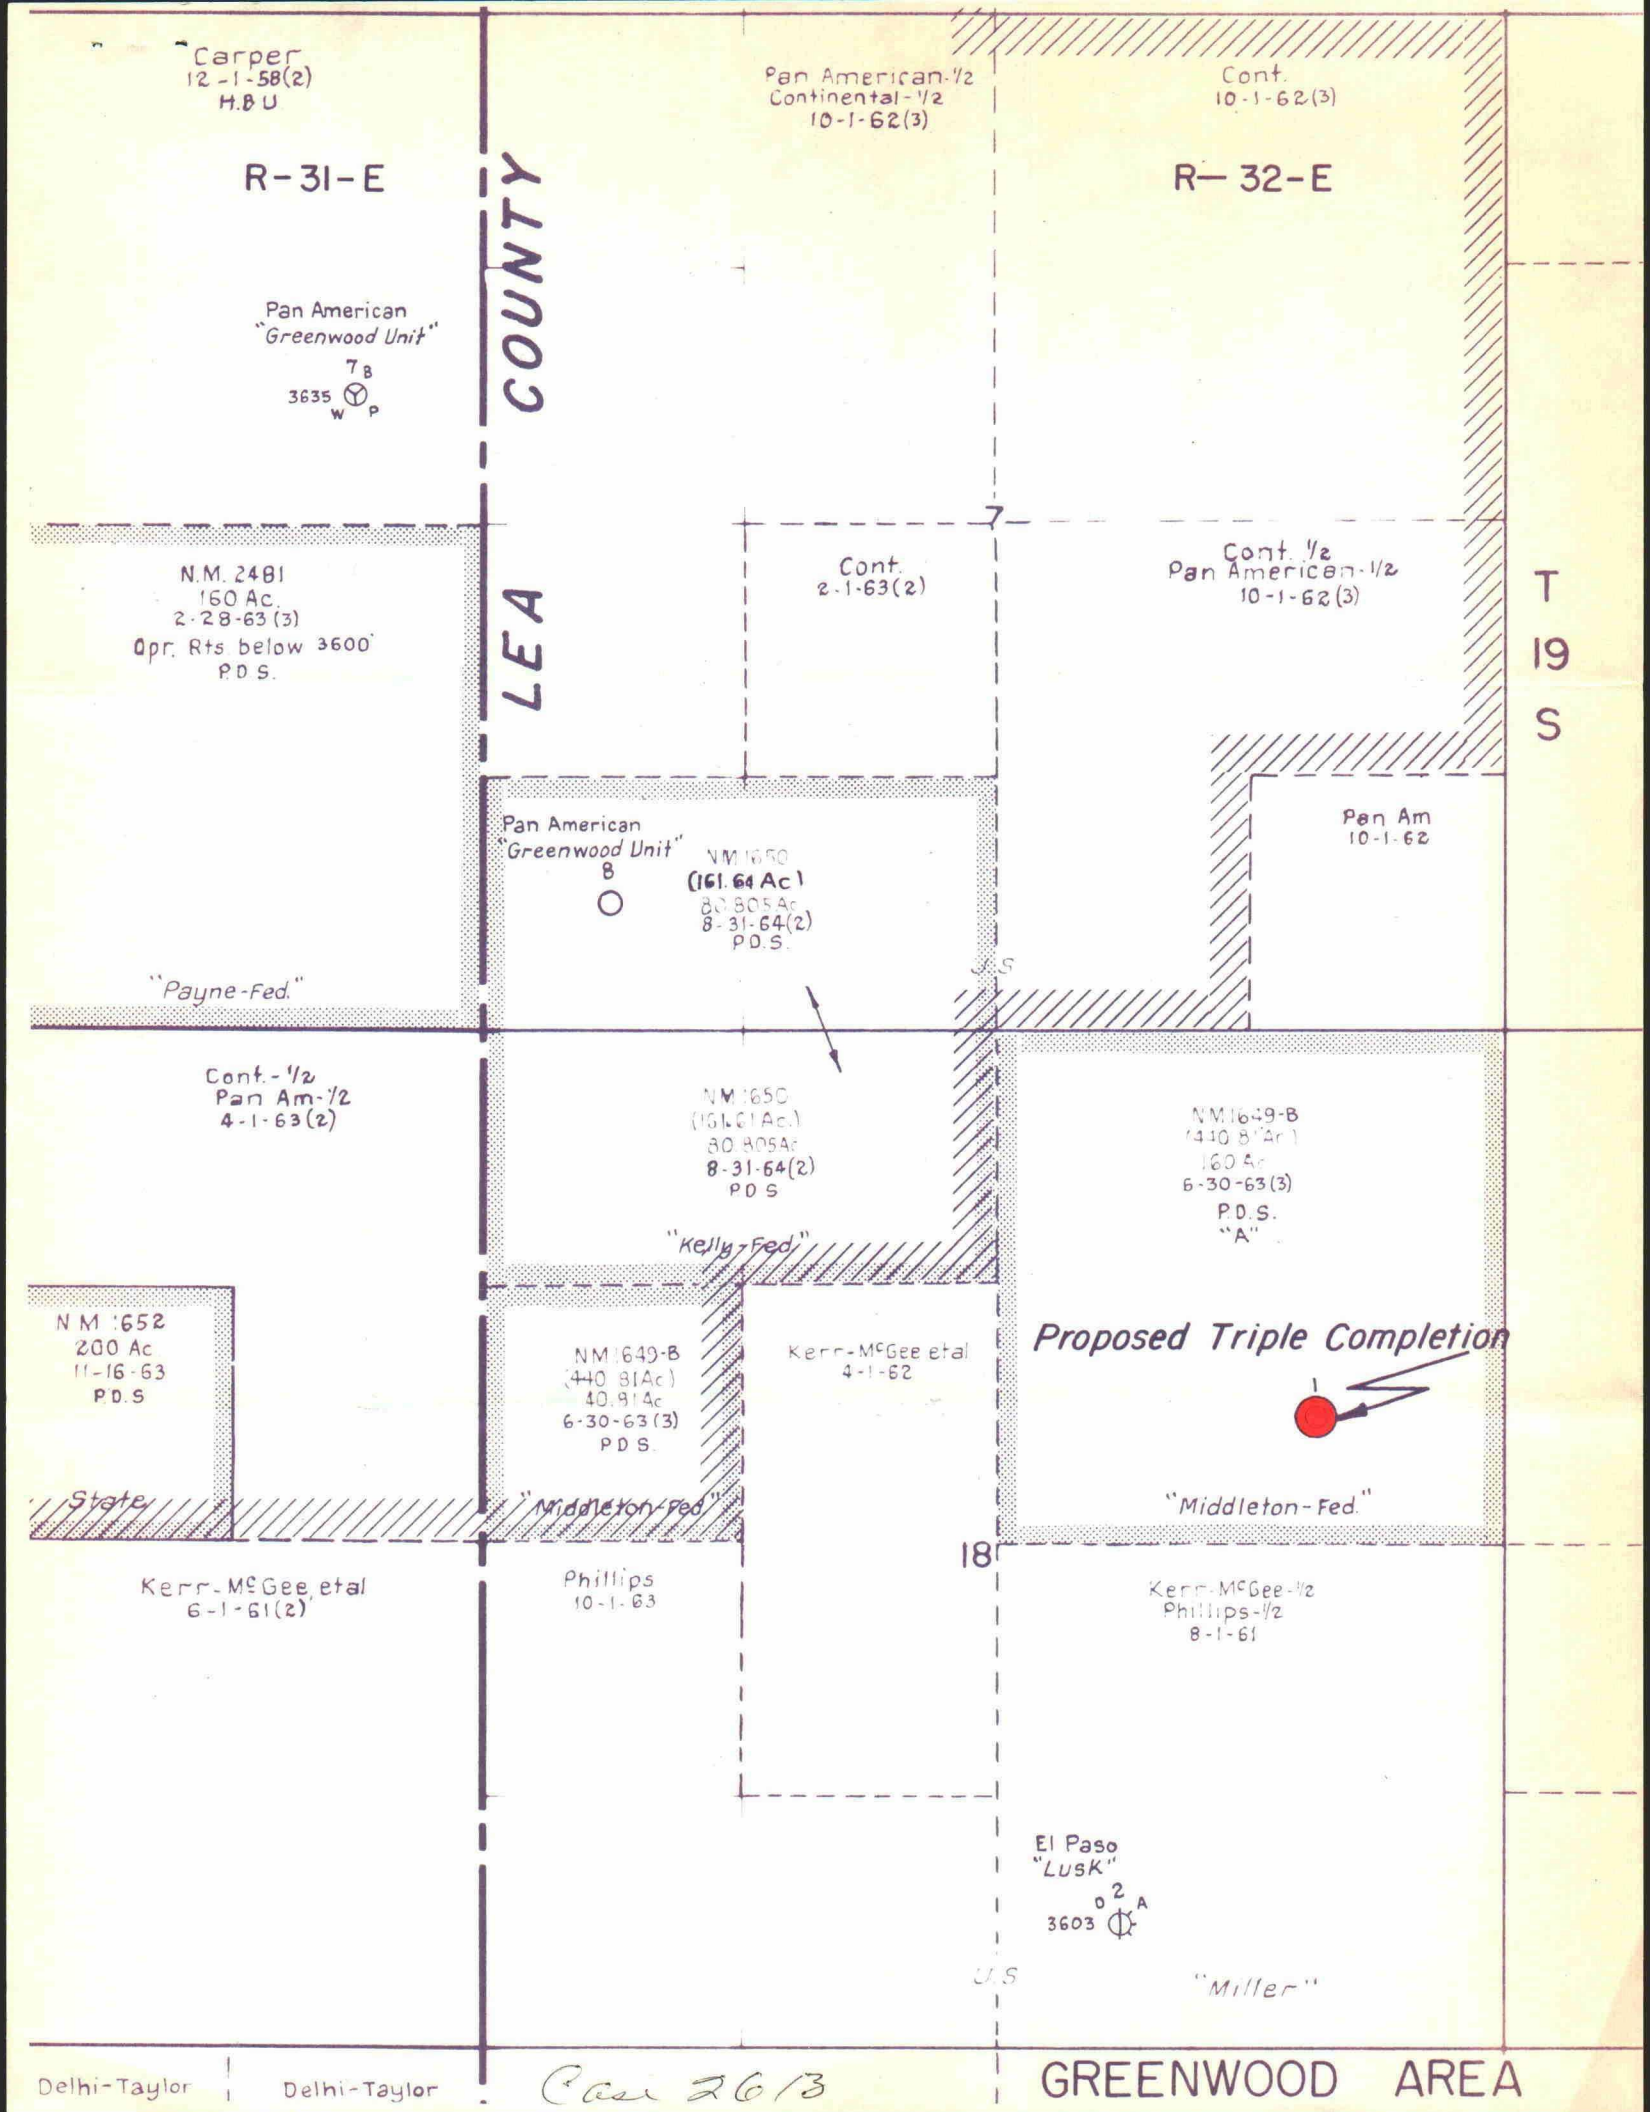 Carper
12-1-58(2)
H.B U
Pan American-1/2
Continental-1/2
10-1-62(3)
Cont.
10-1-62(3)
R-31-E
R-32-E
LEA COUNTY
Pan American
"Greenwood Unit"
7 B
3635
W P
7
N.M. 2481
160 Ac.
2-28-63(3)
Opr. Rts. below 3600'
P.D S.
"Payne-Fed."
Cont.
2-1-63(2)
Cont. 1/2
Pan American-1/2
10-1-62(3)
T
19
S
Pan American
"Greenwood Unit"
8
NM 1650
(161.64 Ac)
80.805 Ac
8-31-64(2)
P.D.S.
Pan Am
10-1-62
U.S
Cont.-1/2
Pan Am-1/2
4-1-63(2)
NM 1650
(161.61 Ac.)
80.805 Ac
8-31-64(2)
P D S
"Kelly-Fed"
NM 1649-B
(440 81 Ac)
160 Ac
6-30-63(3)
P.D.S.
"A"
N M 1652
200 Ac
11-16-63
P.D.S
State
NM 1649-B
(440 81 Ac)
40.81 Ac
6-30-63(3)
P D S.
"Middleton-Fed"
Kerr-McGee etal
4-1-62
Proposed Triple Completion
1
"Middleton-Fed."
18
Kerr-McGee, etal
6-1-61(2)
Phillips
10-1-63
Kerr-McGee-1/2
Phillips-1/2
8-1-61
El Paso
"Lusk"
2
D A
3603
U.S
"Miller"
Delhi-Taylor
Delhi-Taylor
Case 2613
GREENWOOD AREA